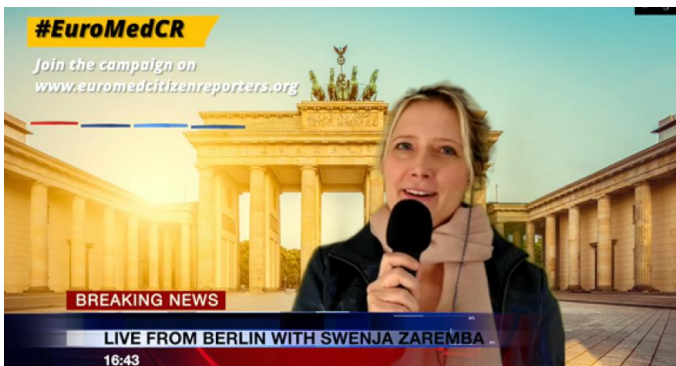 #EuroMedCR
Join the campaign on
www.euromedcitizenreporters.org
BREAKING NEWS
LIVE FROM BERLIN WITH SWENJA ZAREMBA
16:43